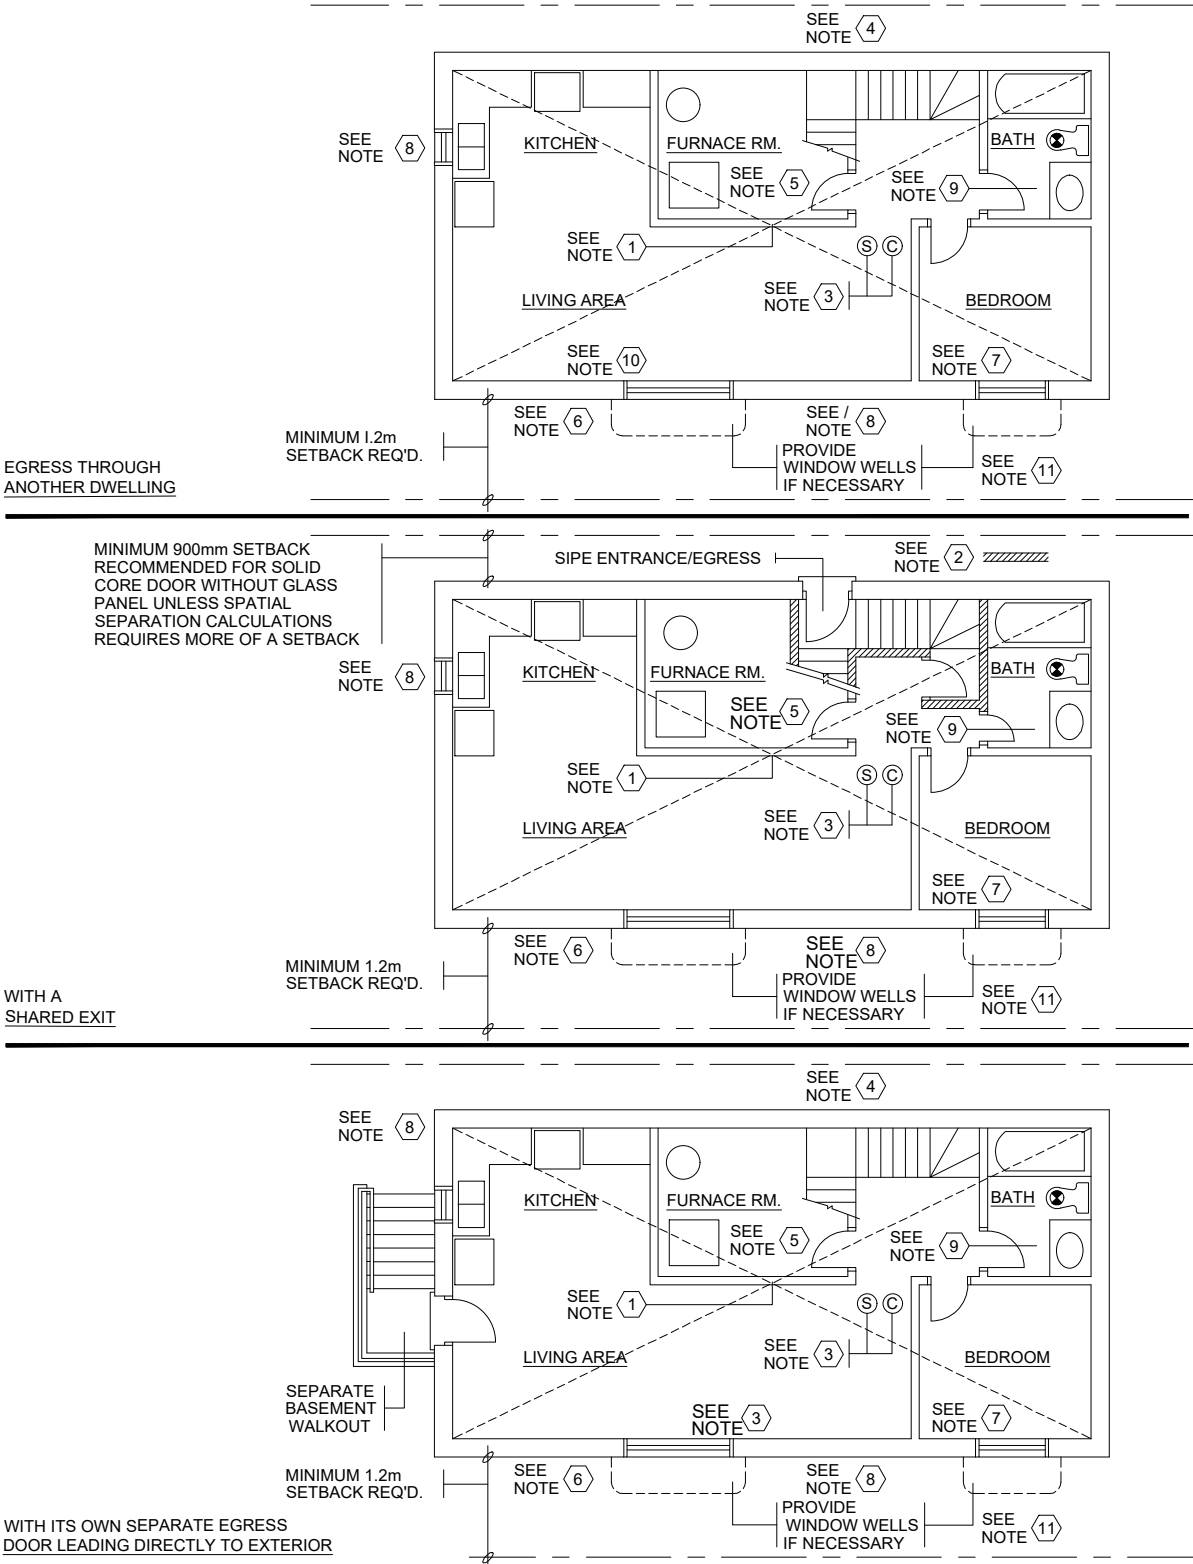 SEE
NOTE 4
SEE
NOTE 8
KITCHEN
FURNACE RM.
BATH
SEE
NOTE 5
SEE
NOTE 9
SEE
NOTE 1
S C
SEE
NOTE 3
LIVING AREA
BEDROOM
SEE
NOTE 10
SEE
NOTE 7
SEE
NOTE 6
SEE /
NOTE 8
MINIMUM I.2m
SETBACK REQ'D.
PROVIDE
WINDOW WELLS
IF NECESSARY
SEE
NOTE 11
EGRESS THROUGH
ANOTHER DWELLING
MINIMUM 900mm SETBACK
RECOMMENDED FOR SOLID
CORE DOOR WITHOUT GLASS
PANEL UNLESS SPATIAL
SEPARATION CALCULATIONS
REQUIRES MORE OF A SETBACK
SIPE ENTRANCE/EGRESS
SEE
NOTE 2
SEE
NOTE 8
KITCHEN
FURNACE RM.
BATH
SEE
NOTE 5
SEE
NOTE 9
SEE
NOTE 1
S C
SEE
NOTE 3
LIVING AREA
BEDROOM
SEE
NOTE 7
SEE
NOTE 6
SEE
NOTE 8
MINIMUM 1.2m
SETBACK REQ'D.
PROVIDE
WINDOW WELLS
IF NECESSARY
SEE
NOTE 11
WITH A
SHARED EXIT
SEE
NOTE 4
SEE
NOTE 8
KITCHEN
FURNACE RM.
BATH
SEE
NOTE 5
SEE
NOTE 9
SEE
NOTE 1
S C
SEE
NOTE 3
LIVING AREA
BEDROOM
SEPARATE
BASEMENT
WALKOUT
SEE
NOTE 3
SEE
NOTE 7
MINIMUM 1.2m
SETBACK REQ'D.
SEE
NOTE 6
SEE
NOTE 8
PROVIDE
WINDOW WELLS
IF NECESSARY
SEE
NOTE 11
WITH ITS OWN SEPARATE EGRESS
DOOR LEADING DIRECTLY TO EXTERIOR